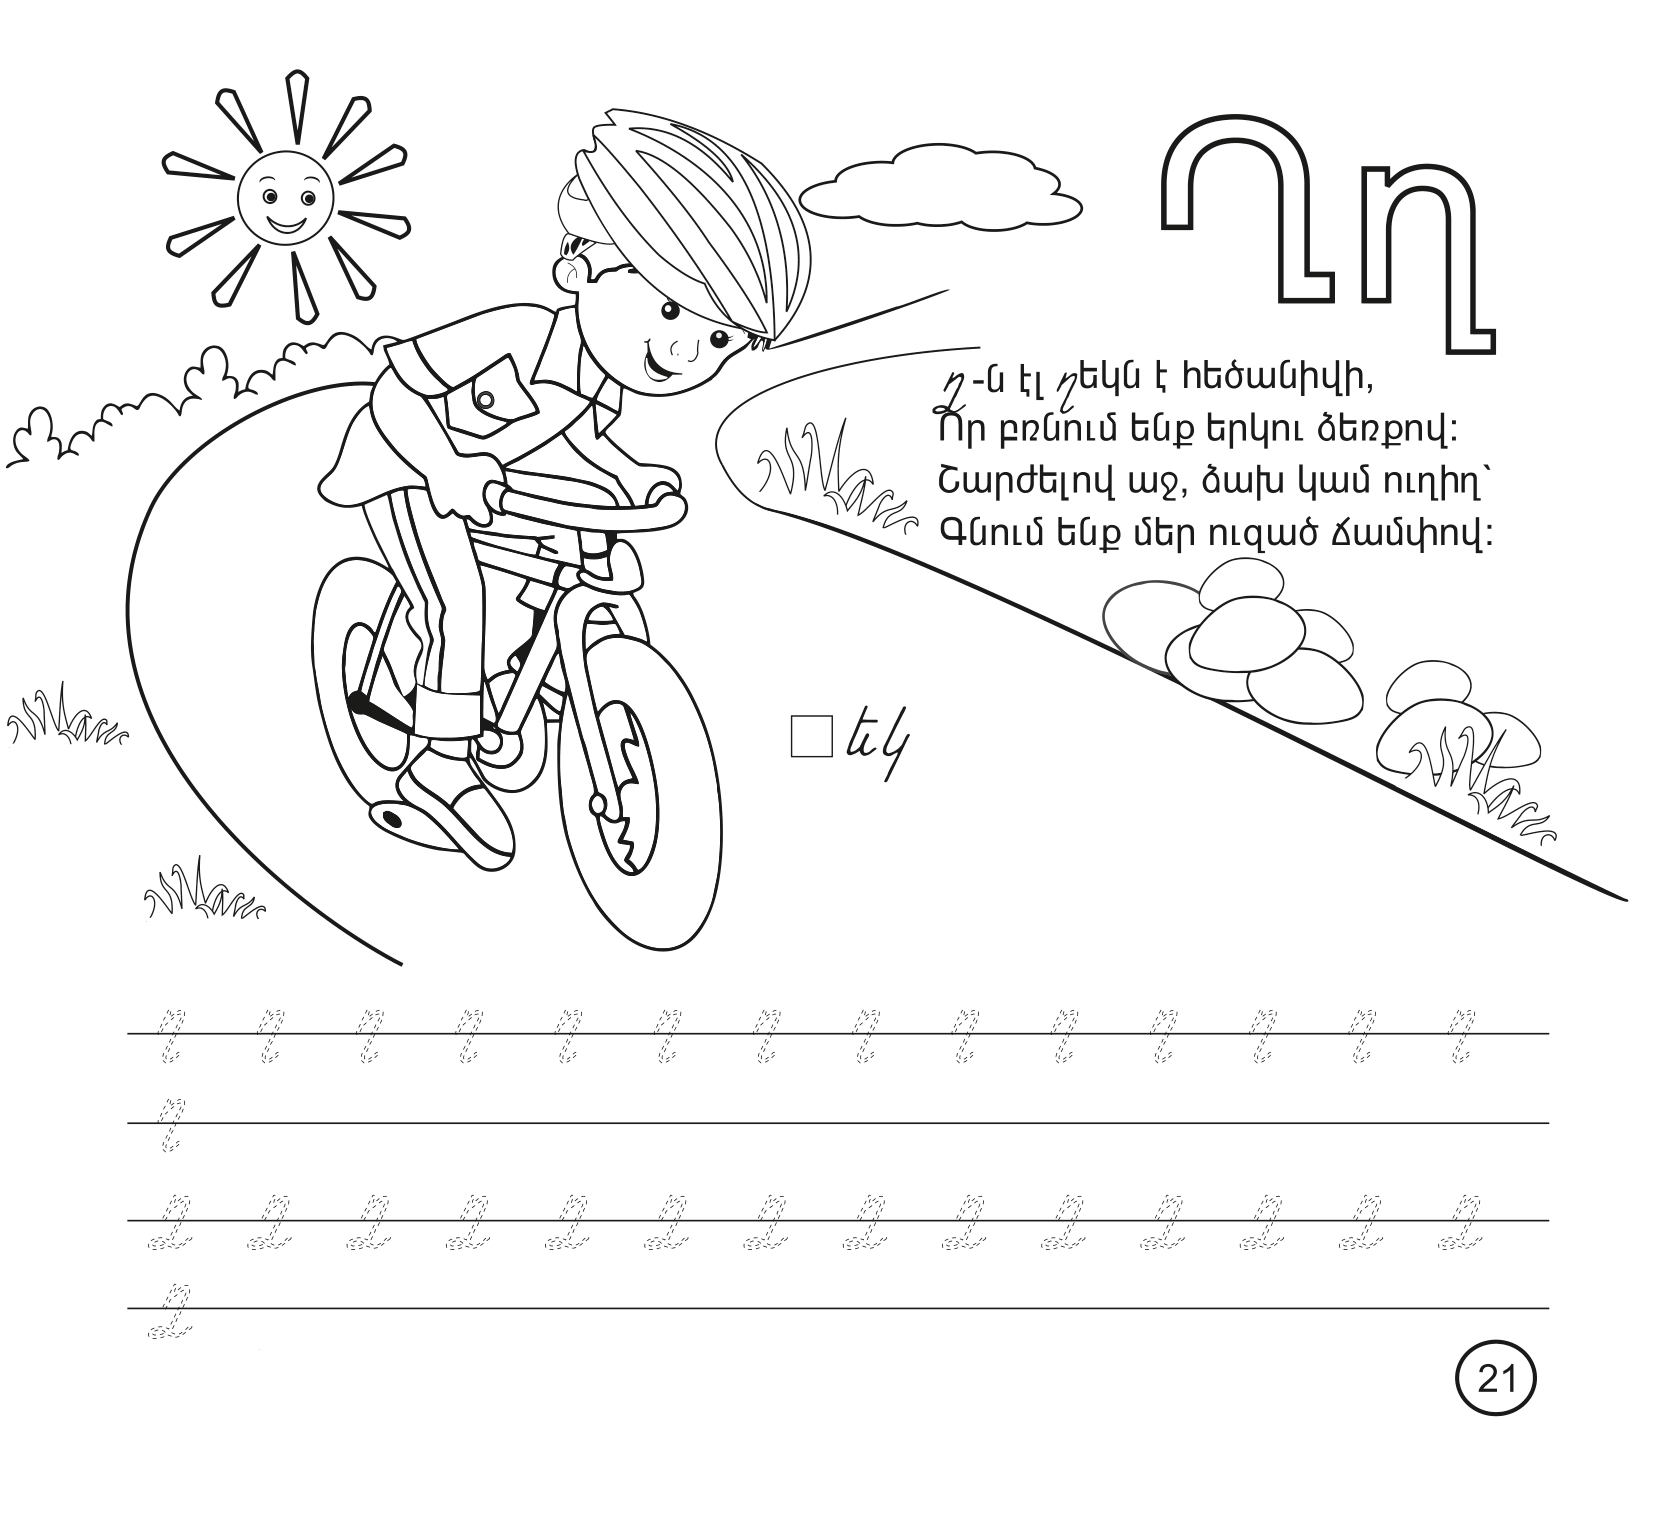 Ղղ
Ղ-ն էլ ղեկն է հեծանիվի,
Որ բռնում ենք երկու ձեռքով:
Շարժելով աջ, ձախ կամ ուղիղ՝
Գնում ենք մեր ուզած ճամփով:
եկ
ղ ղ ղ ղ ղ ղ ղ ղ ղ ղ ղ ղ ղ ղ
ղ
Ղ Ղ Ղ Ղ Ղ Ղ Ղ Ղ Ղ Ղ Ղ Ղ Ղ Ղ
Ղ
21